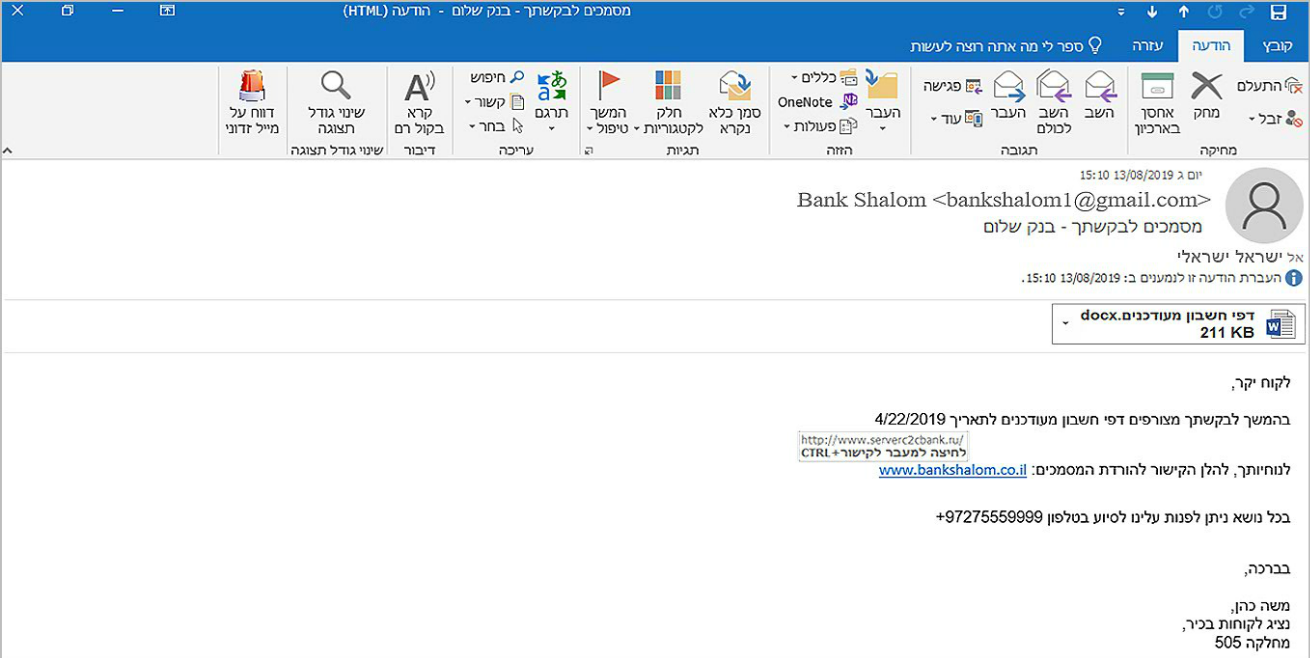 מסמכים לבקשתך - בנק שלום - הודעה (HTML)
קובץ הודעה עזרה ספר לי מה אתה רוצה לעשות
התעלם
זבל
מחק
אחסן בארכיון
מחיקה
השב
השב לכולם
העבר
פגישה
עוד
תגובה
העבר
כללים
OneNote
פעולות
הזזה
סמן כלא נקרא
חלק לקטגוריות
המשך טיפול
תגיות
תרגם
חיפוש
קשור
בחר
עריכה
קרא בקול רם
דיבור
שינוי גודל תצוגה
שינוי גודל תצוגה
דווח על מייל זדוני
יום ג 13/08/2019 15:10
Bank Shalom <bankshalom1@gmail.com>
מסמכים לבקשתך - בנק שלום
אל ישראל ישראלי
העברת הודעה זו לנמענים ב: 13/08/2019 15:10.
דפי חשבון מעודכנים.docx
211 KB
לקוח יקר,
בהמשך לבקשתך מצורפים דפי חשבון מעודכנים לתאריך 4/22/2019
http://www.serverc2cbank.ru/
CTRL+לחיצה למעבר לקישור
לנוחיותך, להלן הקישור להורדת המסמכים: www.bankshalom.co.il
בכל נושא ניתן לפנות עלינו לסיוע בטלפון 97275559999+
בברכה,
משה כהן,
נציג לקוחות בכיר,
מחלקה 505